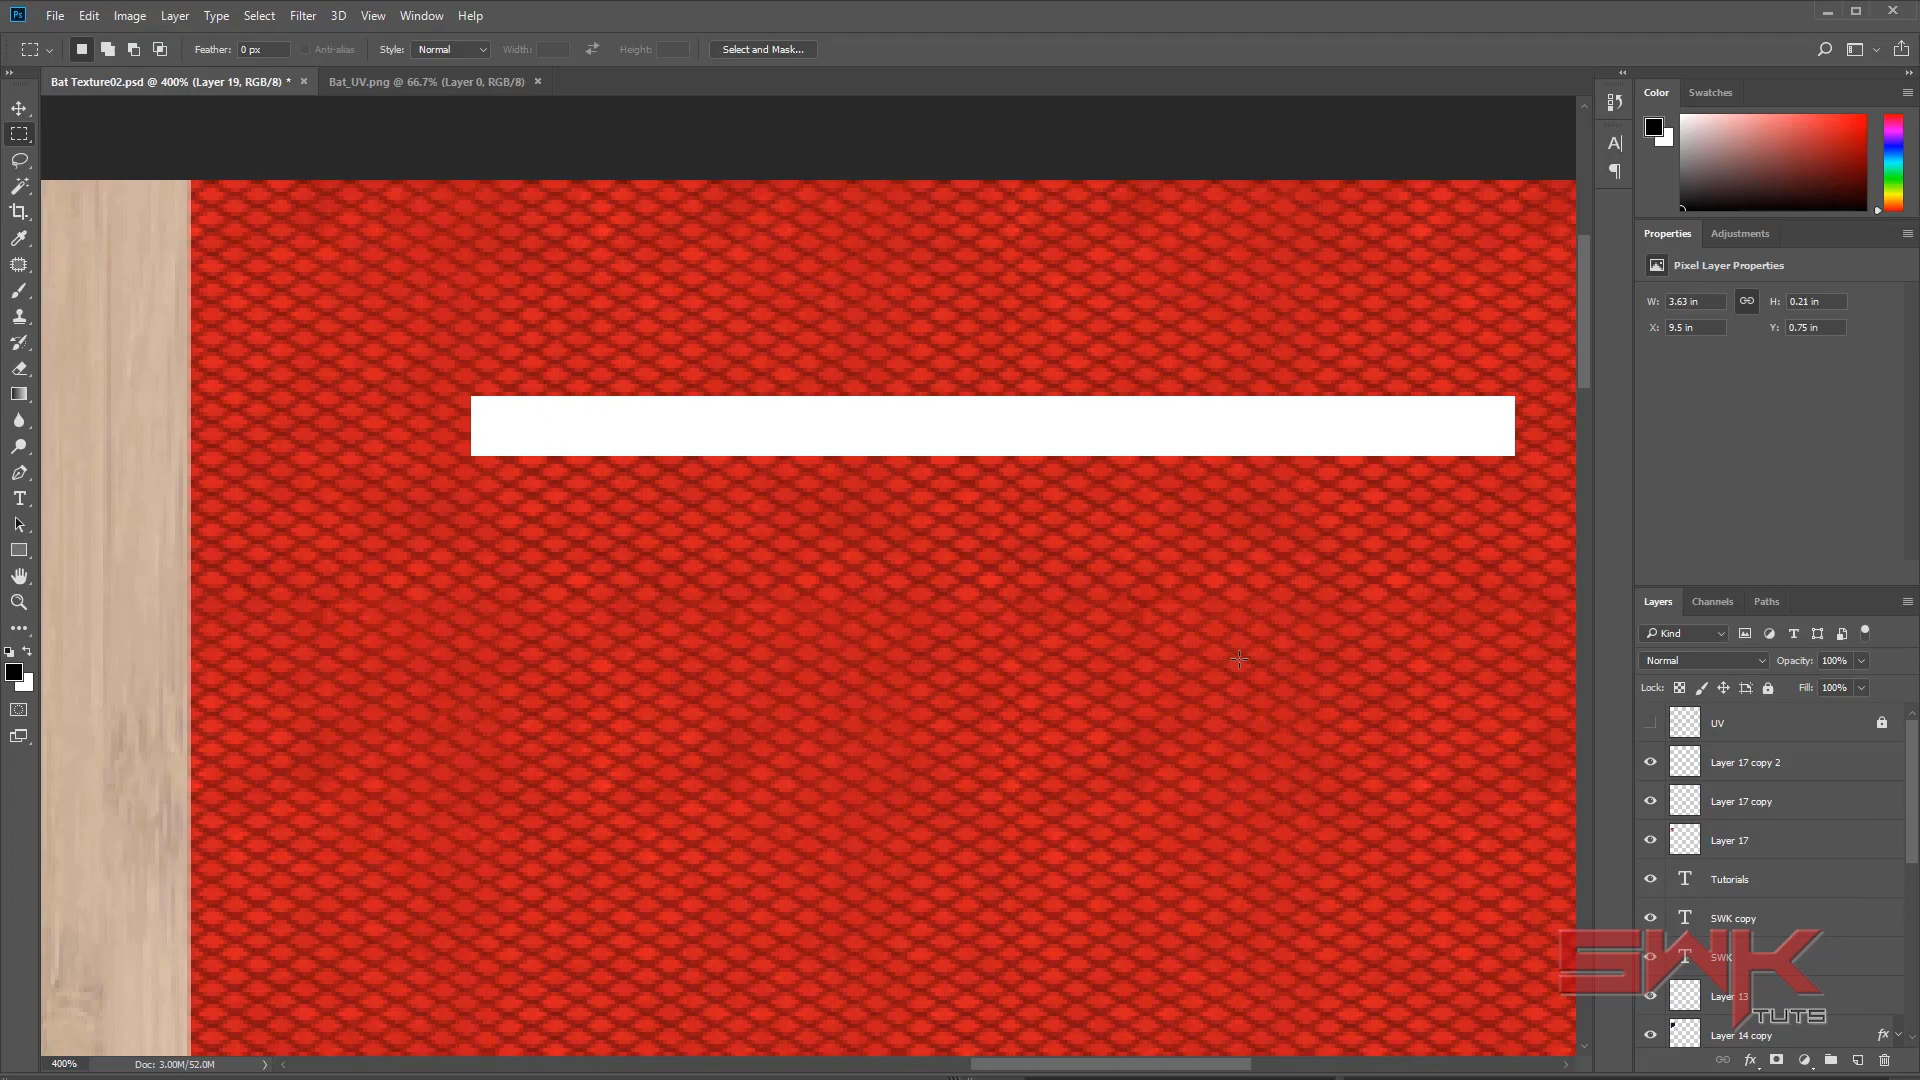 Ps File Edit Image Layer Type Select Filter 3D View Window Help
Feather: 0 px Anti-alias Style: Normal Width: Height: Select and Mask...
Bat Texture02.psd @ 400% (Layer 19, RGB/8) * × Bat_UV.png @ 66.7% (Layer 0, RGB/8) ×
Color Swatches
Properties Adjustments
Pixel Layer Properties
W: 3.63 in H: 0.21 in
X: 9.5 in Y: 0.75 in
Layers Channels Paths
Kind
Normal Opacity: 100%
Lock: Fill: 100%
UV
Layer 17 copy 2
Layer 17 copy
Layer 17
Tutorials
SWK copy
SWK
Layer 13
Layer 14 copy fx
SWK
TUTS
400% Doc: 3.00M/52.0M
fx